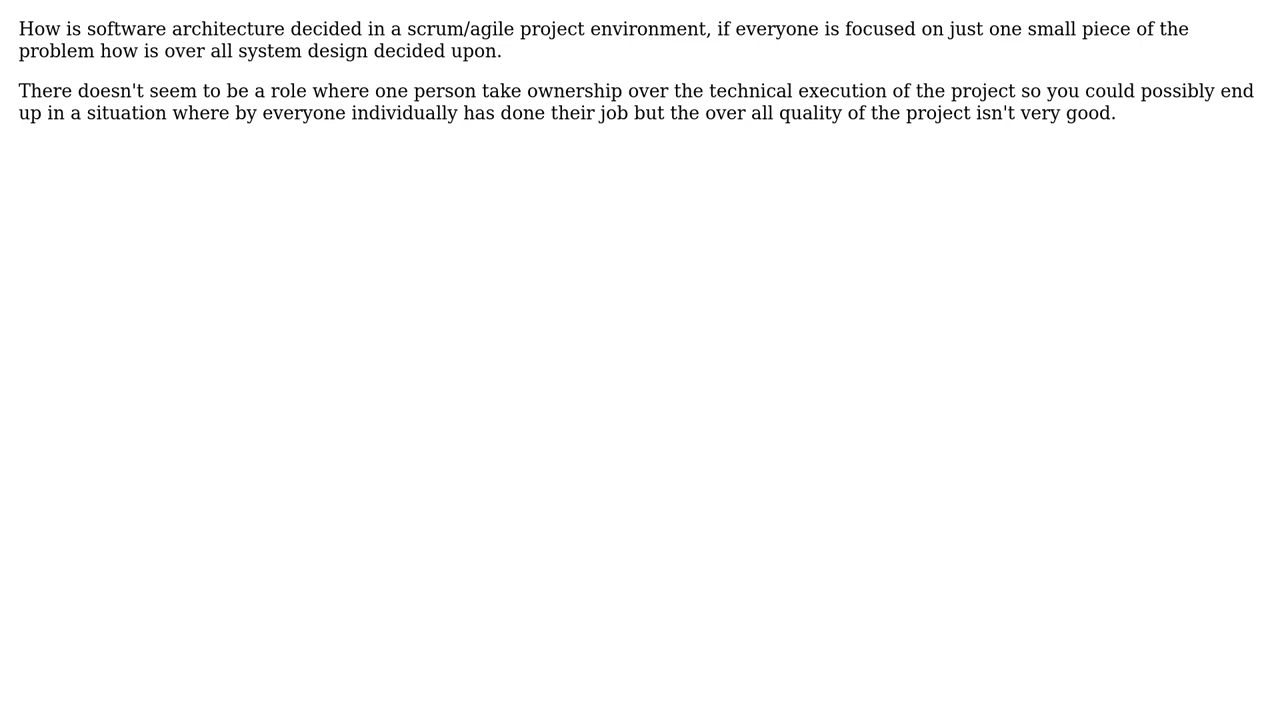 How is software architecture decided in a scrum/agile project environment, if everyone is focused on just one small piece of the
problem how is over all system design decided upon.
There doesn't seem to be a role where one person take ownership over the technical execution of the project so you could possibly end
up in a situation where by everyone individually has done their job but the over all quality of the project isn't very good.